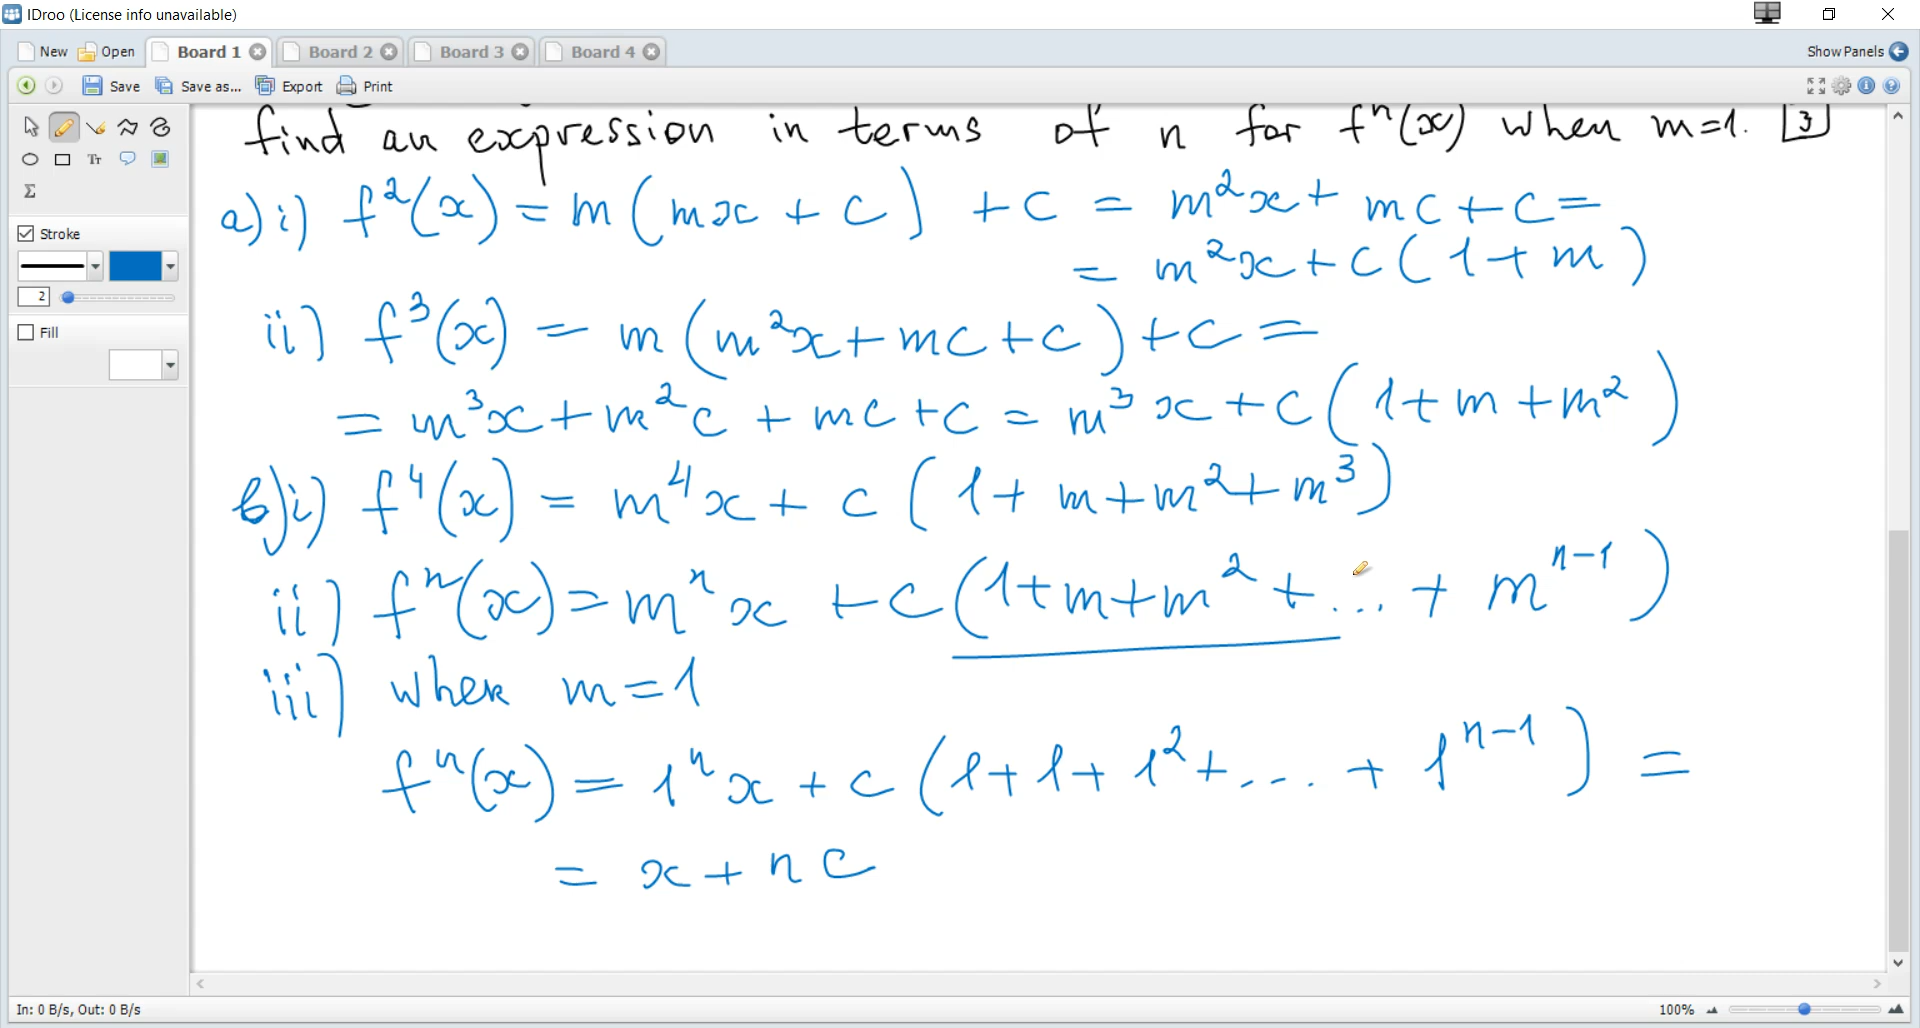 IDroo (License info unavailable)
New Open Board 1 Board 2 Board 3 Board 4 Show Panels
Save Save as... Export Print
find an expression in terms of n for fⁿ(x) when m=1. [3]
Tт
Σ
Stroke
2
Fill
a) i) f²(x) = m(mx + c) + c = m²x + mc + c =
= m²x + c(1+m)
ii) f³(x) = m(m²x + mc + c) + c =
= m³x + m²c + mc + c = m³x + c(1+m+m²)
b) i) f⁴(x) = m⁴x + c(1+m+m²+m³)
ii) fⁿ(x) = mⁿx + c(1+m+m²+...+mⁿ⁻¹)
iii) when m=1
fⁿ(x) = 1ⁿx + c(1+1+1²+...+1ⁿ⁻¹) =
= x + nc
In: 0 B/s, Out: 0 B/s 100%